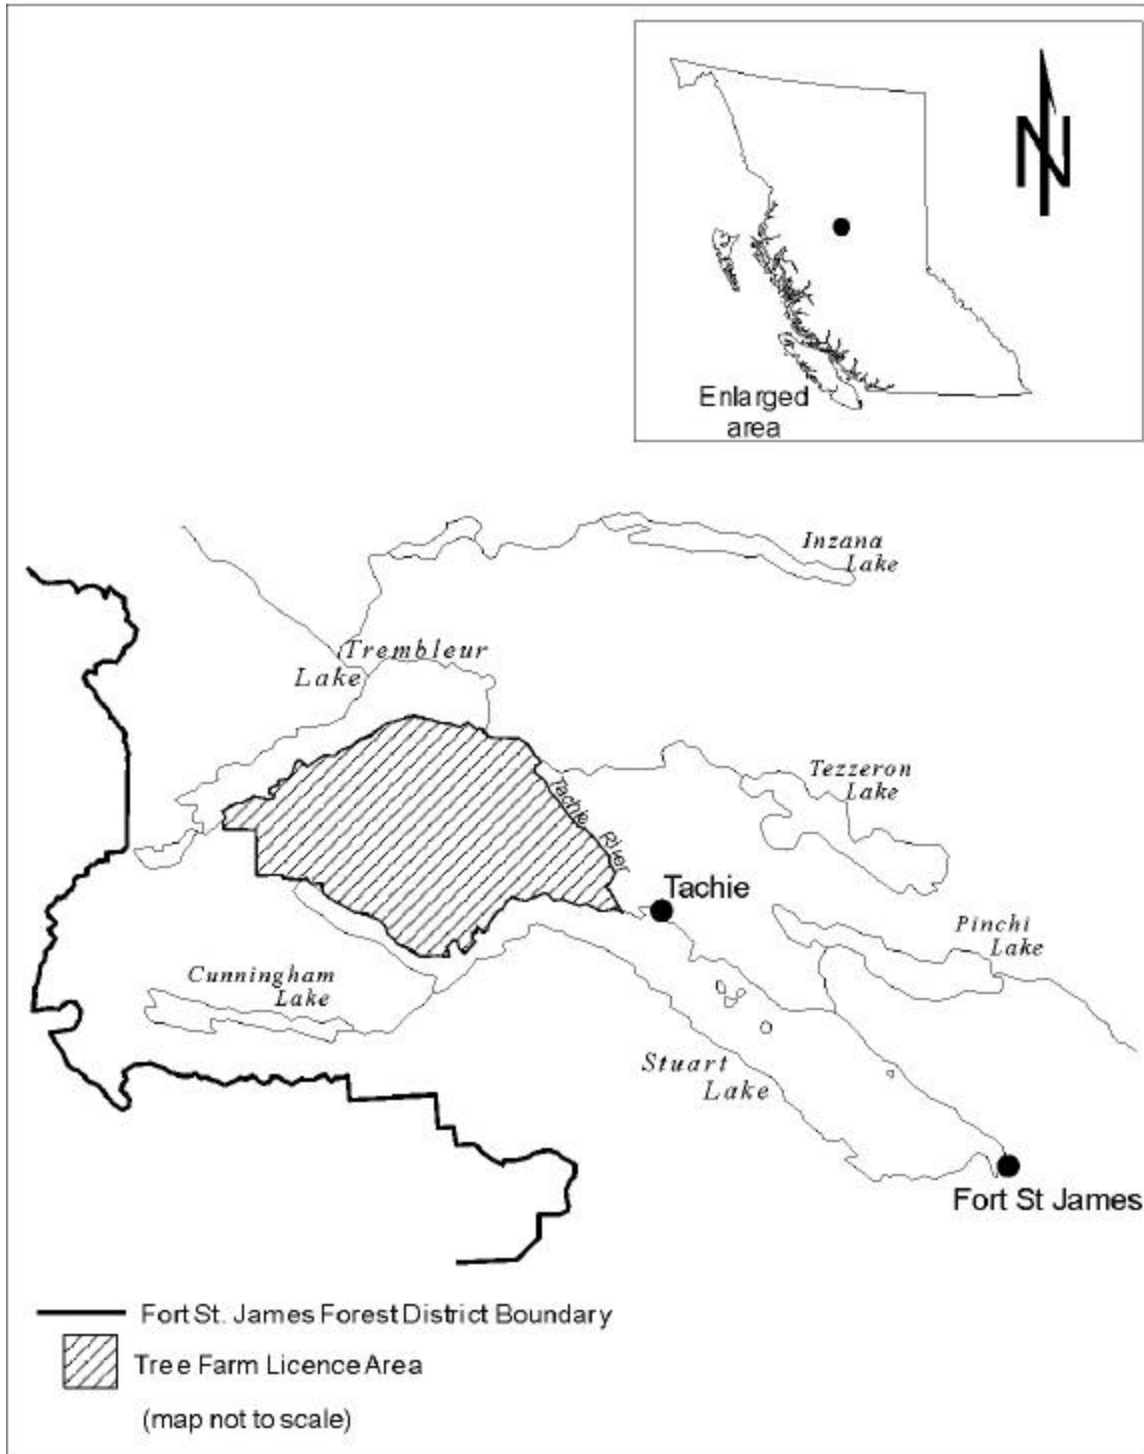 N
Enlarged
area
Inzana
Lake
Trembleur
Lake
Tezzeron
Lake
Tachie River
Tachie
Pinchi
Lake
Cunningham
Lake
Stuart
Lake
Fort St James
Fort St. James Forest District Boundary
Tree Farm Licence Area
(map not to scale)